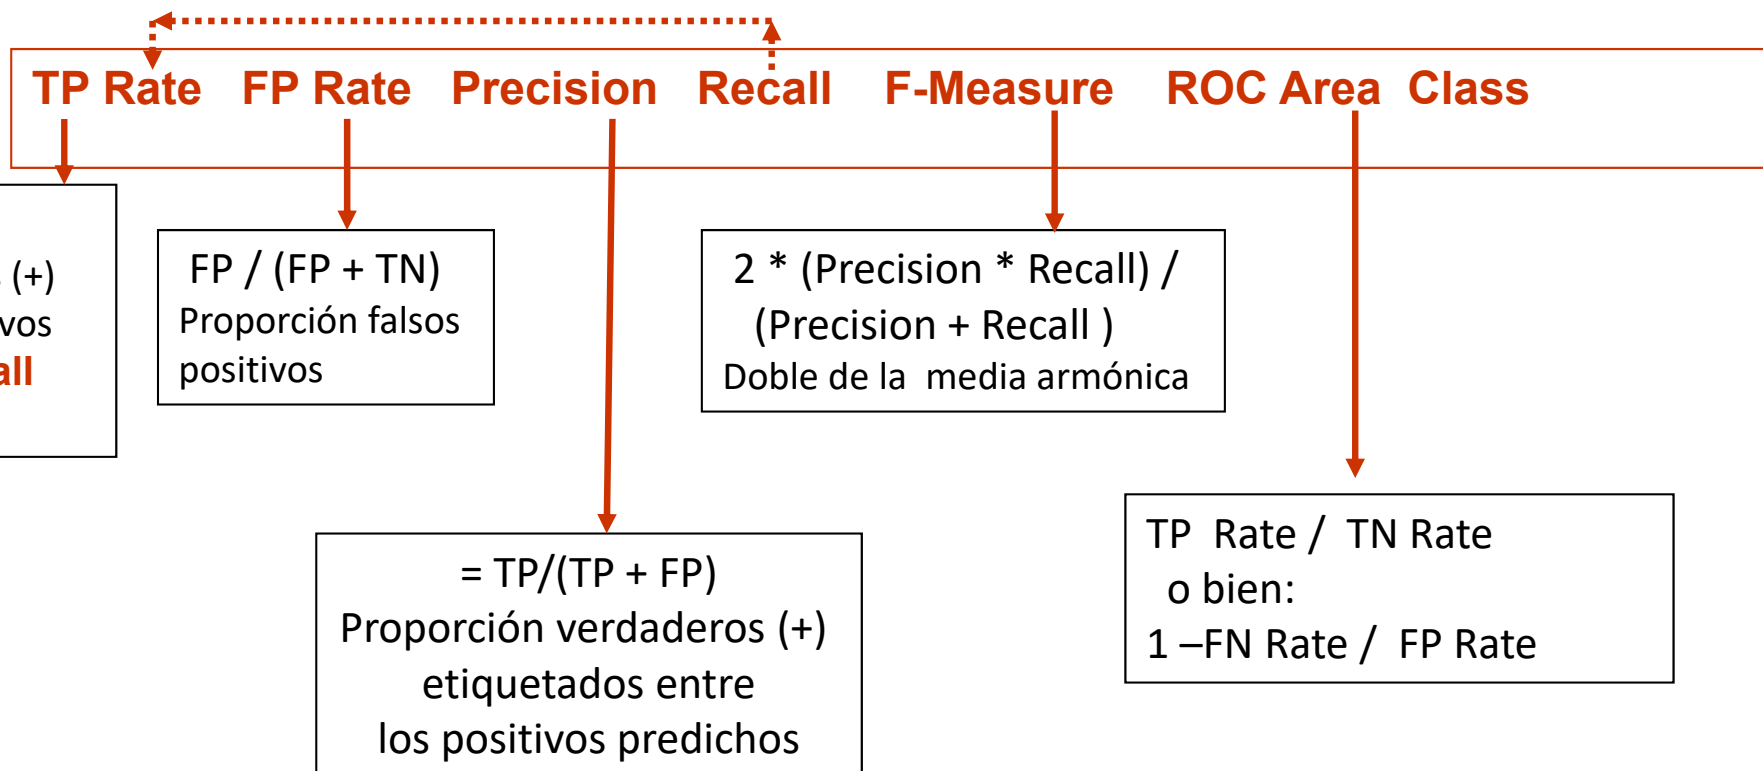 TP Rate FP Rate Precision Recall F-Measure ROC Area Class
(+)
vos
all
FP / (FP + TN)
Proporción falsos
positivos
2 * (Precision * Recall) /
(Precision + Recall )
Doble de la media armónica
= TP/(TP + FP)
Proporción verdaderos (+)
etiquetados entre
los positivos predichos
TP Rate / TN Rate
o bien:
1 –FN Rate / FP Rate